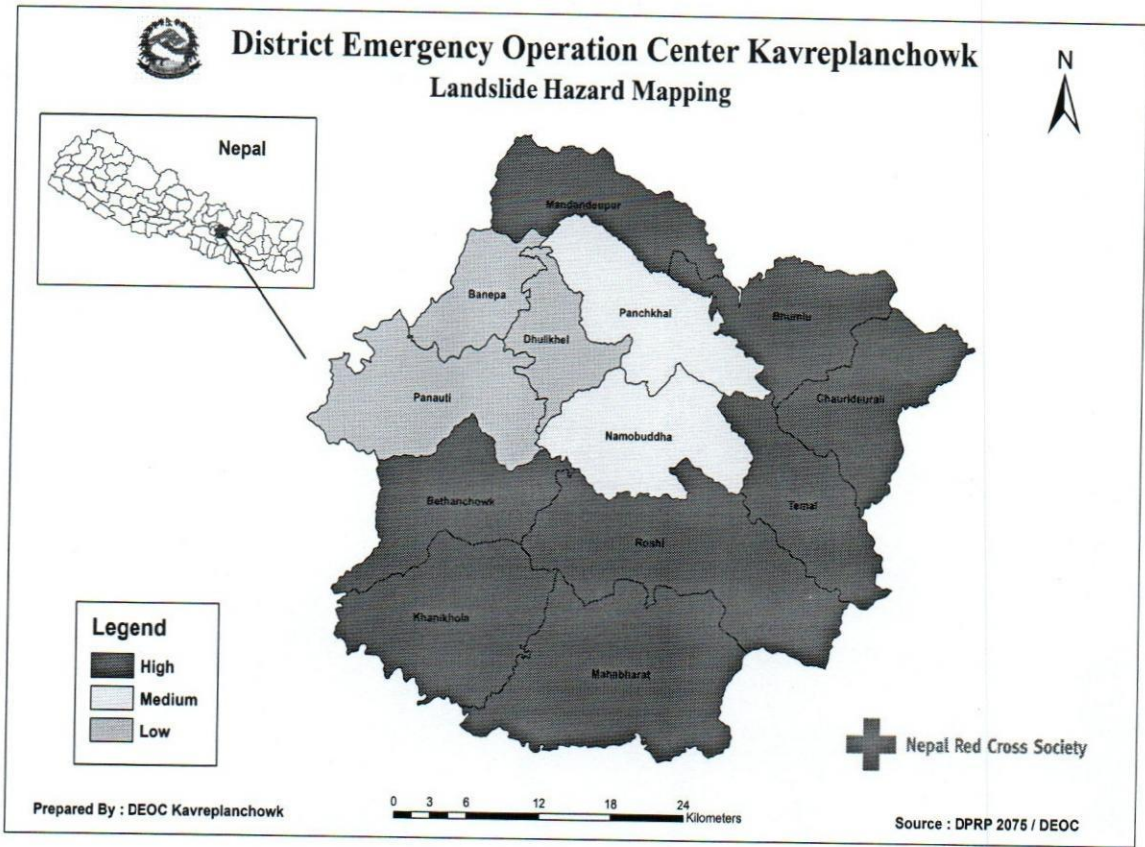 District Emergency Operation Center Kavreplanchowk
Landslide Hazard Mapping
N
Nepal
Mandandeupur
Banepa
Panchkhal
Bhumlu
Dhulikhel
Chaurideurali
Panauti
Namobuddha
Bethanchowk
Temal
Roshi
Khanikhola
Mahabharat
Legend
High
Medium
Low
Nepal Red Cross Society
Prepared By : DEOC Kavreplanchowk
0 3 6 12 18 24
Kilometers
Source : DPRP 2075 / DEOC